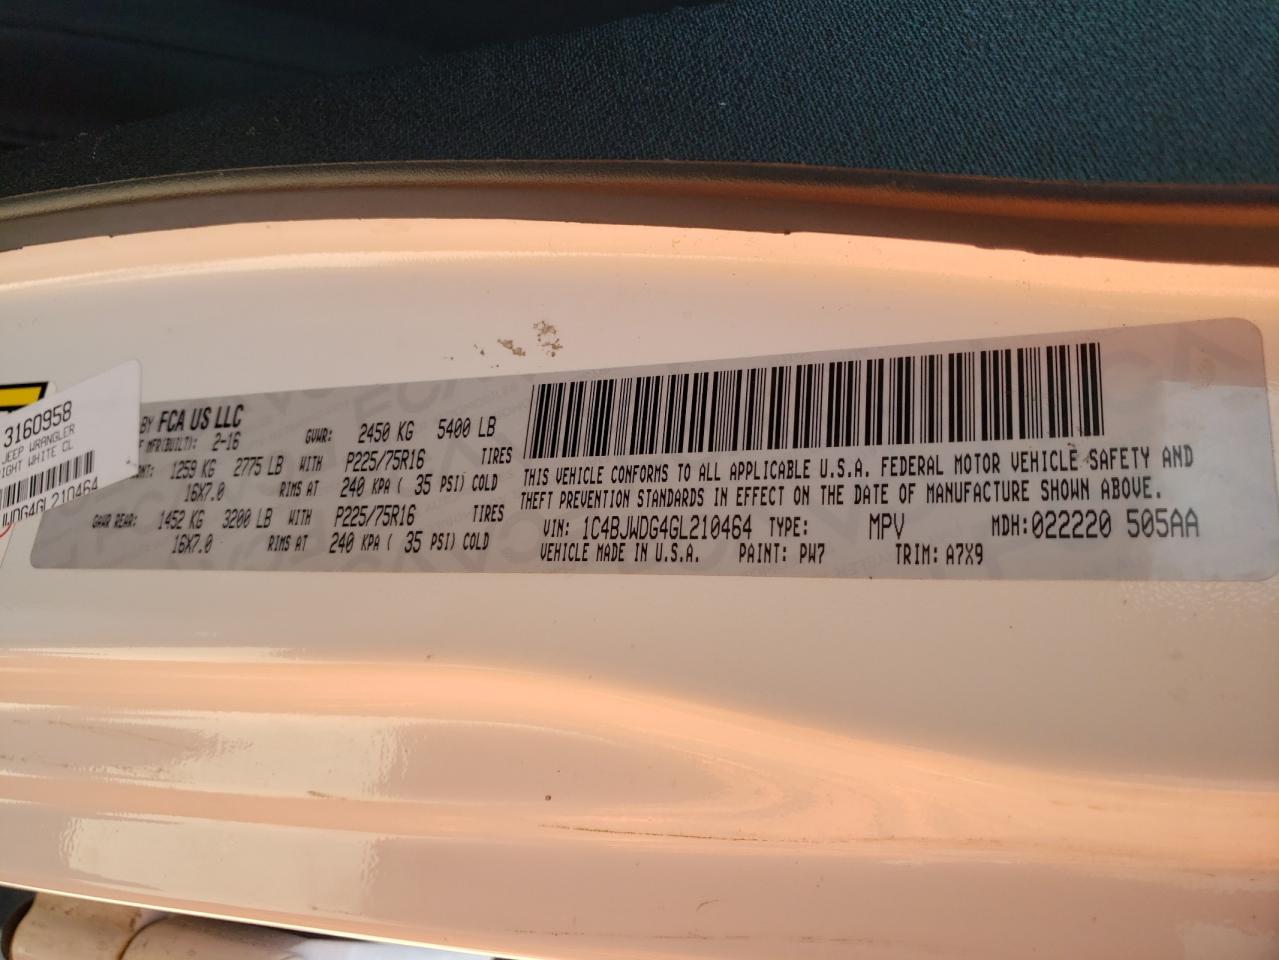 3160958
JEEP WRANGLER
IGHT WHITE CL
JWDG4GL210464
BY FCA US LLC
OF MFR(BUILT): 2-16 GVWR: 2450 KG 5400 LB
NT: 1259 KG 2775 LB WITH P225/75R16 TIRES
16X7.0 RIMS AT 240 KPA ( 35 PSI) COLD
GAWR REAR: 1452 KG 3200 LB WITH P225/75R16 TIRES
16X7.0 RIMS AT 240 KPA ( 35 PSI) COLD
THIS VEHICLE CONFORMS TO ALL APPLICABLE U.S.A. FEDERAL MOTOR VEHICLE SAFETY AND
THEFT PREVENTION STANDARDS IN EFFECT ON THE DATE OF MANUFACTURE SHOWN ABOVE.
VIN: 1C4BJWDG4GL210464 TYPE: MPV MDH:022220 505AA
VEHICLE MADE IN U.S.A. PAINT: PW7 TRIM: A7X9